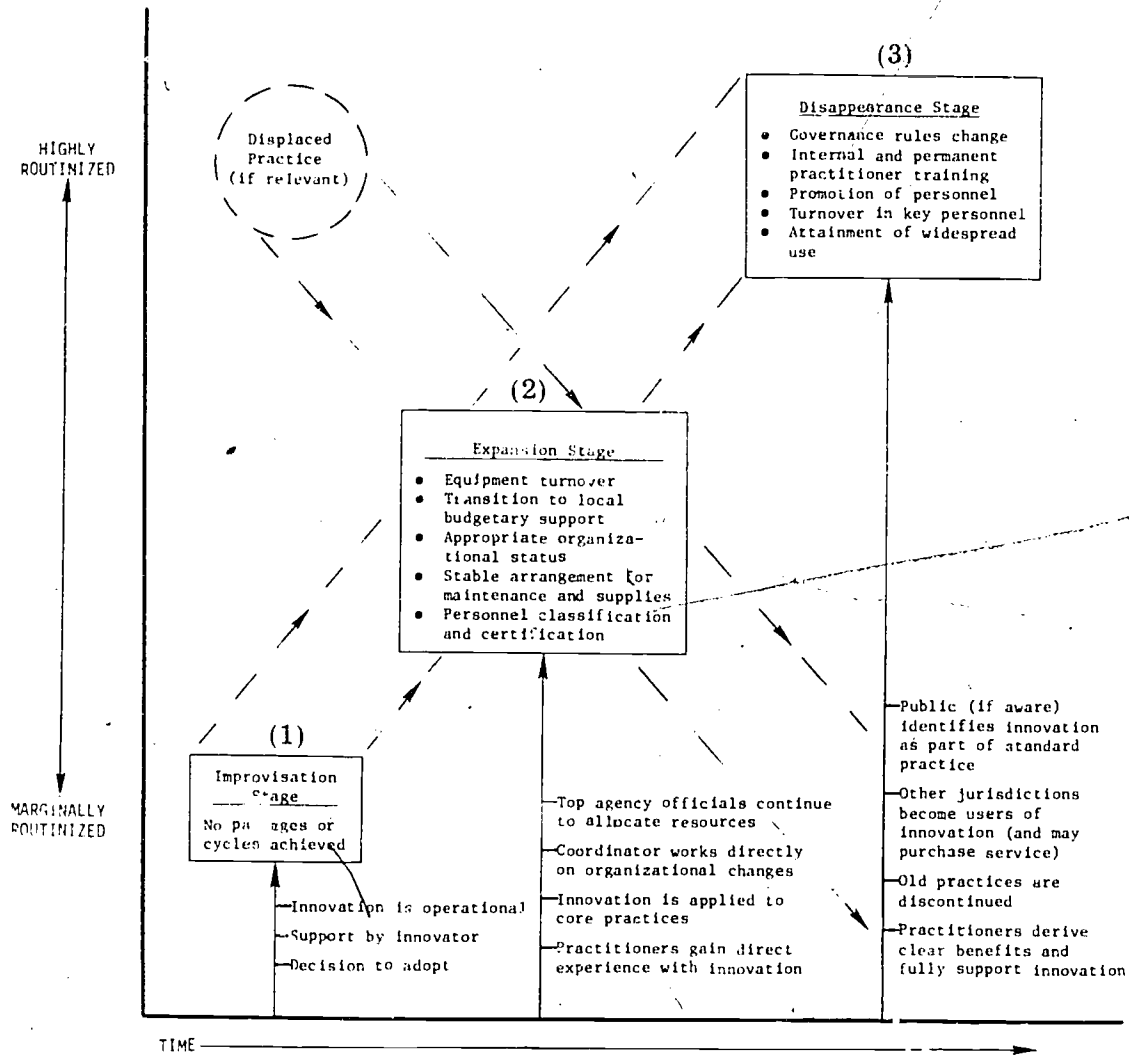 (3)
Disappearance Stage
• Governance rules change
• Internal and permanent
practitioner training
• Promotion of personnel
• Turnover in key personnel
• Attainment of widespread
use
HIGHLY
ROUTINIZED
Displaced
Practice
(if relevant)
(2)
Expansion Stage
• Equipment turnover
• Transition to local
budgetary support
• Appropriate organiza-
tional status
• Stable arrangement for
maintenance and supplies
• Personnel classification
and certification
(1)
Improvisation
Stage
No or
cycles achieved
MARGINALLY
ROUTINIZED
Innovation is operational
Support by innovator
Decision to adopt
Top agency officials continue
to allocate resources
Coordinator works directly
on organizational changes
Innovation is applied to
core practices
Practitioners gain direct
experience with innovation
Public (if aware)
identifies innovation
as part of standard
practice
Other jurisdictions
become users of
innovation (and may
purchase service)
Old practices are
discontinued
Practitioners derive
clear benefits and
fully support innovation
TIME